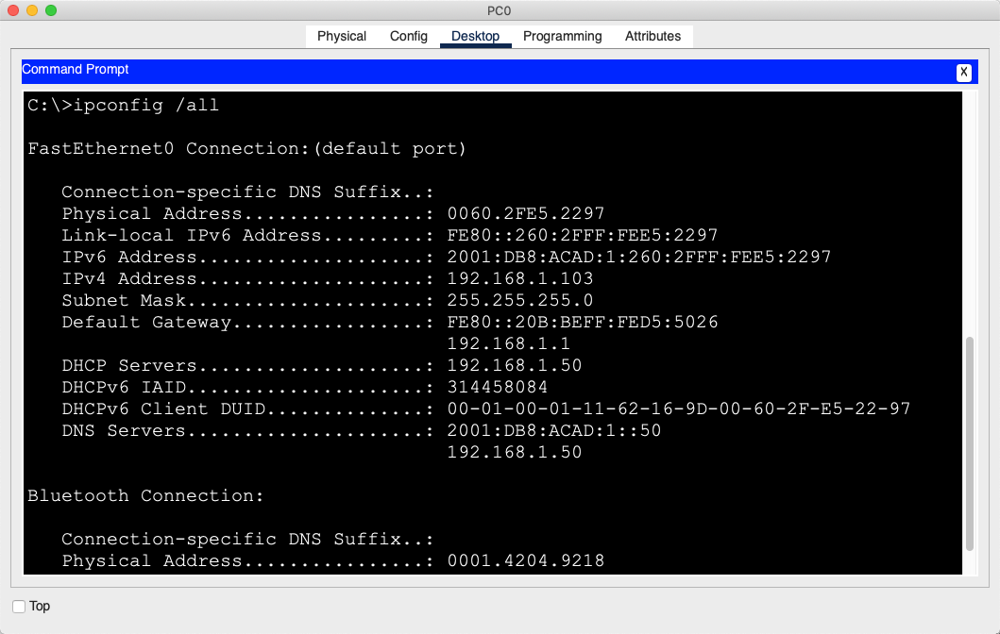 PC0
Physical Config Desktop Programming Attributes
Command Prompt X
C:\>ipconfig /all
FastEthernet0 Connection:(default port)
Connection-specific DNS Suffix..:
Physical Address................: 0060.2FE5.2297
Link-local IPv6 Address.........: FE80::260:2FFF:FEE5:2297
IPv6 Address....................: 2001:DB8:ACAD:1:260:2FFF:FEE5:2297
IPv4 Address....................: 192.168.1.103
Subnet Mask.....................: 255.255.255.0
Default Gateway.................: FE80::20B:BEFF:FED5:5026
192.168.1.1
DHCP Servers....................: 192.168.1.50
DHCPv6 IAID.....................: 314458084
DHCPv6 Client DUID..............: 00-01-00-01-11-62-16-9D-00-60-2F-E5-22-97
DNS Servers.....................: 2001:DB8:ACAD:1::50
192.168.1.50
Bluetooth Connection:
Connection-specific DNS Suffix..:
Physical Address................: 0001.4204.9218
Top